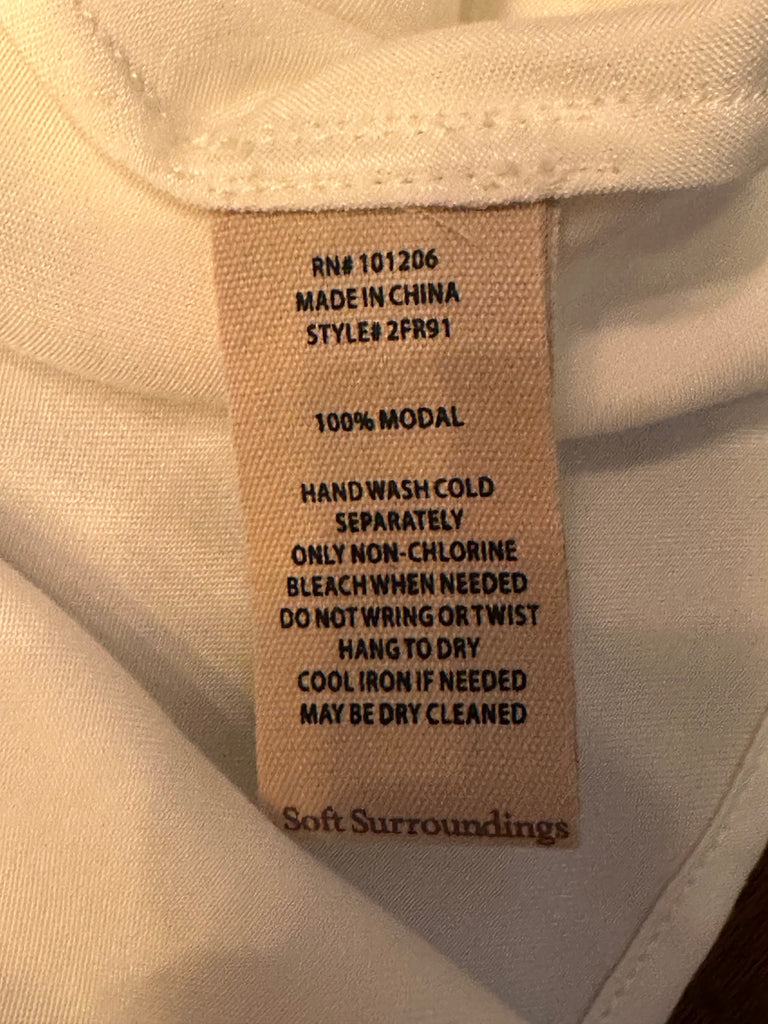 RN# 101206
MADE IN CHINA
STYLE# 2FR91
100% MODAL
HAND WASH COLD
SEPARATELY
ONLY NON-CHLORINE
BLEACH WHEN NEEDED
DO NOT WRING OR TWIST
HANG TO DRY
COOL IRON IF NEEDED
MAY BE DRY CLEANED
Soft Surroundings